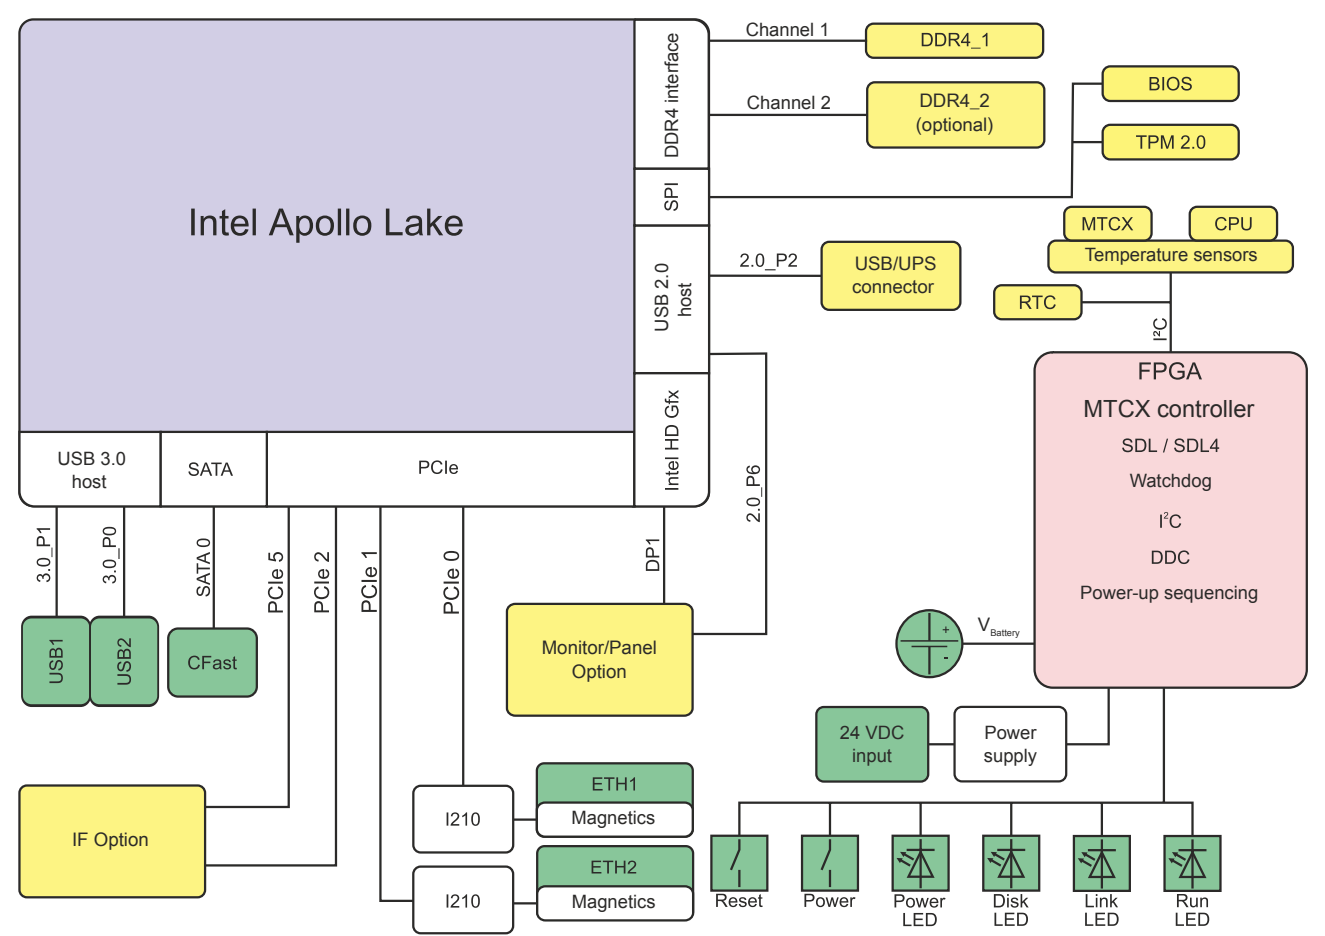 Intel Apollo Lake
DDR4 interface
SPI
USB 2.0
host
Intel HD Gfx
USB 3.0
host
SATA
PCIe
Channel 1
DDR4_1
Channel 2
DDR4_2
(optional)
BIOS
TPM 2.0
MTCX
CPU
Temperature sensors
RTC
I²C
2.0_P2
USB/UPS
connector
2.0_P6
FPGA
MTCX controller
SDL / SDL4
Watchdog
I²C
DDC
Power-up sequencing
3.0_P1
3.0_P0
SATA 0
PCIe 5
PCIe 2
PCIe 1
PCIe 0
DP1
USB1
USB2
CFast
Monitor/Panel
Option
+
-
V Battery
24 VDC
input
Power
supply
IF Option
I210
ETH1
Magnetics
I210
ETH2
Magnetics
Reset
Power
Power
LED
Disk
LED
Link
LED
Run
LED